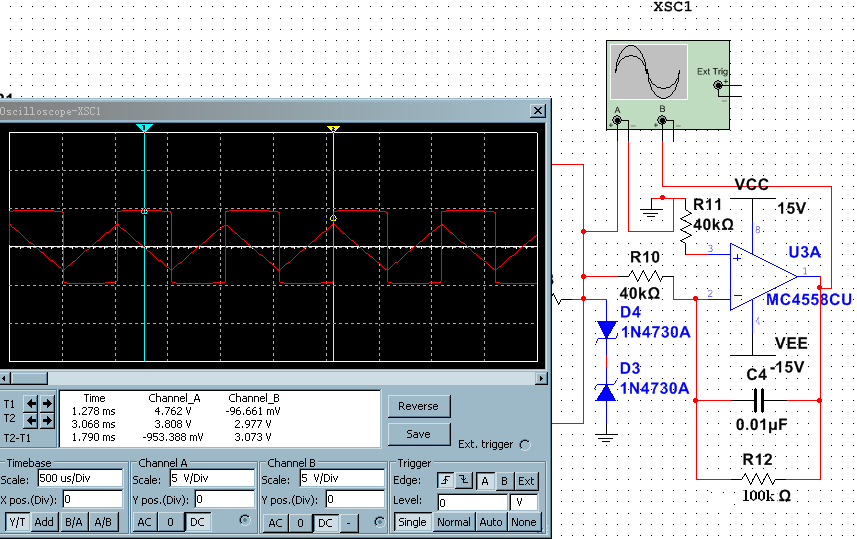 XSC1
Ext Trig
A
B
Oscilloscope-XSC1
1
2
VCC
15V
R11
40kΩ
3
8
U3A
1
R10
40kΩ
2
MC4558CU
4
D4
1N4730A
VEE
-15V
D3
1N4730A
C4
0.01µF
R12
100k Ω
Time Channel_A Channel_B
T1 1.278 ms 4.762 V -96.661 mV
T2 3.068 ms 3.808 V 2.977 V
T2-T1 1.790 ms -953.388 mV 3.073 V
Reverse
Save
Ext. trigger
Timebase
Scale: 500 us/Div
X pos.(Div): 0
Y/T Add B/A A/B
Channel A
Scale: 5 V/Div
Y pos.(Div): 0
AC 0 DC
Channel B
Scale: 5 V/Div
Y pos.(Div): 0
AC 0 DC -
Trigger
Edge: A B Ext
Level: 0 V
Single Normal Auto None